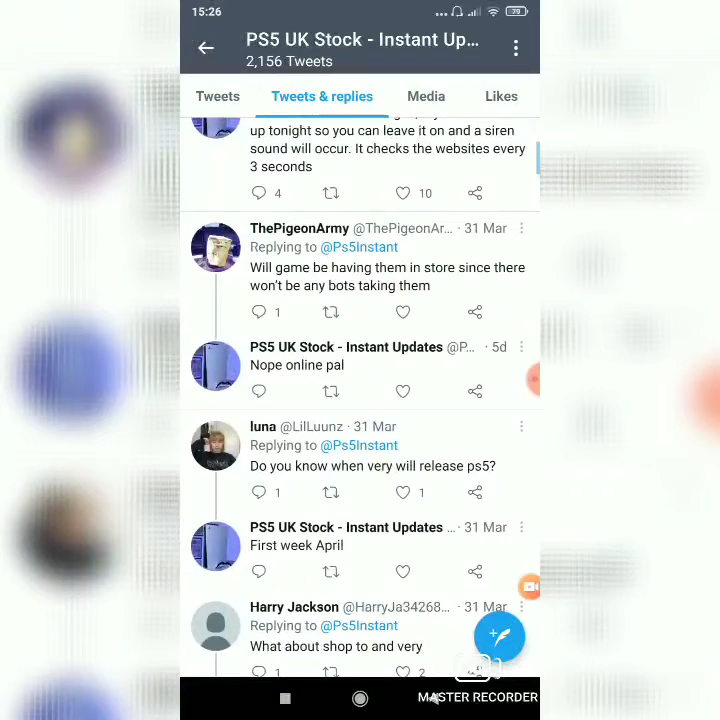 15:26
79
PS5 UK Stock - Instant Up...
2,156 Tweets
Tweets
Tweets & replies
Media
Likes
up tonight so you can leave it on and a siren
sound will occur. It checks the websites every
3 seconds
4
10
ThePigeonArmy @ThePigeonAr... · 31 Mar
Replying to @Ps5Instant
Will game be having them in store since there
won't be any bots taking them
1
PS5 UK Stock - Instant Updates @P... · 5d
Nope online pal
luna @LilLuunz · 31 Mar
Replying to @Ps5Instant
Do you know when very will release ps5?
1
1
PS5 UK Stock - Instant Updates ... · 31 Mar
First week April
Harry Jackson @HarryJa34268... · 31 Mar
Replying to @Ps5Instant
What about shop to and very
1
2
MASTER RECORDER